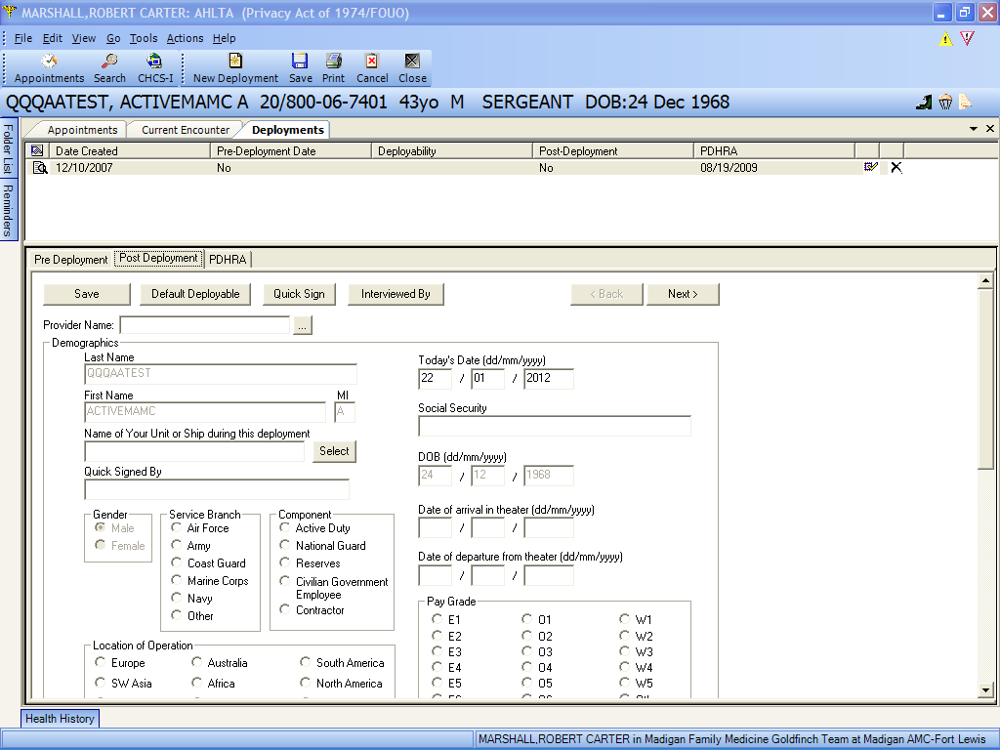 MARSHALL,ROBERT CARTER: AHLTA (Privacy Act of 1974/FOUO)
File Edit View Go Tools Actions Help
Appointments Search CHCS-I New Deployment Save Print Cancel Close
QQQAATEST, ACTIVEMAMC A 20/800-06-7401 43yo M SERGEANT DOB:24 Dec 1968
Folder List
Reminders
Appointments Current Encounter Deployments
Date Created Pre-Deployment Date Deployability Post-Deployment PDHRA
12/10/2007 No No 08/19/2009
Pre Deployment Post Deployment PDHRA
Save Default Deployable Quick Sign Interviewed By < Back Next >
Provider Name: ...
Demographics
Last Name
QQQAATEST
First Name MI
ACTIVEMAMC A
Name of Your Unit or Ship during this deployment
Select
Quick Signed By
Today's Date (dd/mm/yyyy)
22 / 01 / 2012
Social Security
DOB (dd/mm/yyyy)
24 / 12 / 1968
Date of arrival in theater (dd/mm/yyyy)
/ /
Date of departure from theater (dd/mm/yyyy)
/ /
Gender
Male
Female
Service Branch
Air Force
Army
Coast Guard
Marine Corps
Navy
Other
Component
Active Duty
National Guard
Reserves
Civilian Government
Employee
Contractor
Location of Operation
Europe Australia South America
SW Asia Africa North America
Pay Grade
E1 O1 W1
E2 O2 W2
E3 O3 W3
E4 O4 W4
E5 O5 W5
Health History
MARSHALL,ROBERT CARTER in Madigan Family Medicine Goldfinch Team at Madigan AMC-Fort Lewis